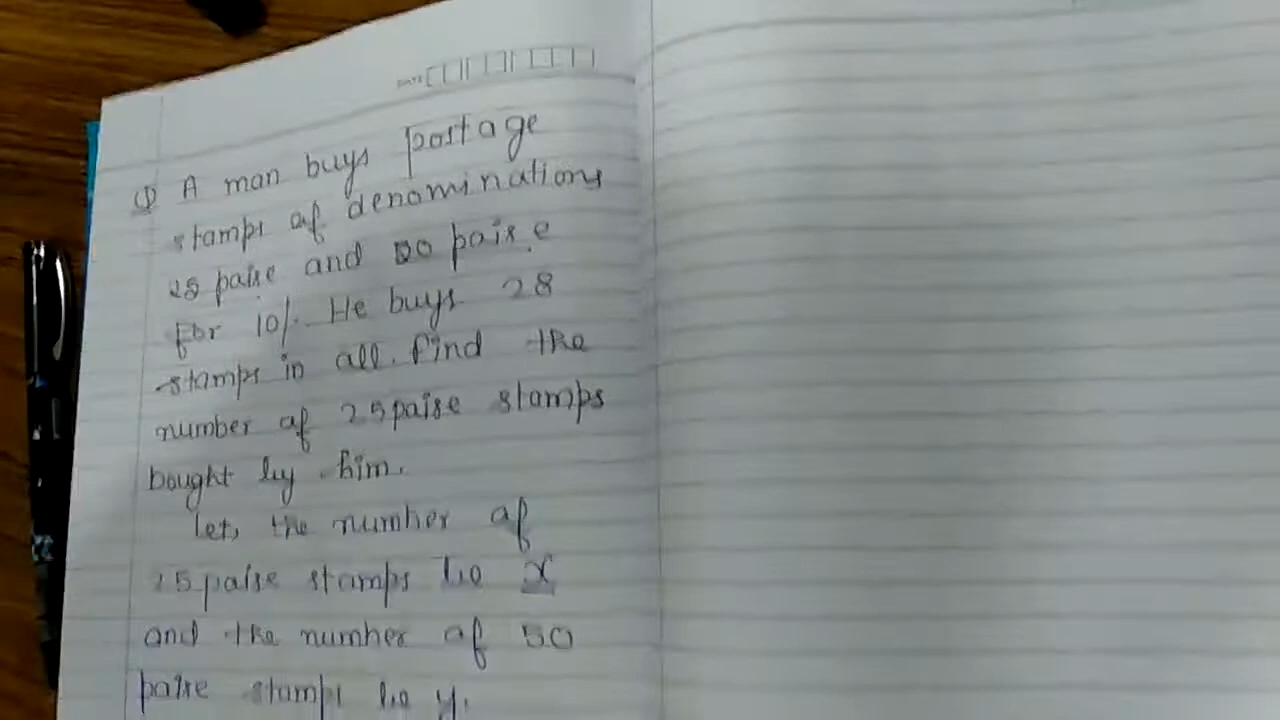 DATE
① A man buys postage
stamps of denominations
25 paise and 50 paise
for 10/-. He buys 28
stamps in all. find the
number of 25 paise stamps
bought by him.
let, the number of
25 paise stamps be x
and the number of 50
paise stamps be y.